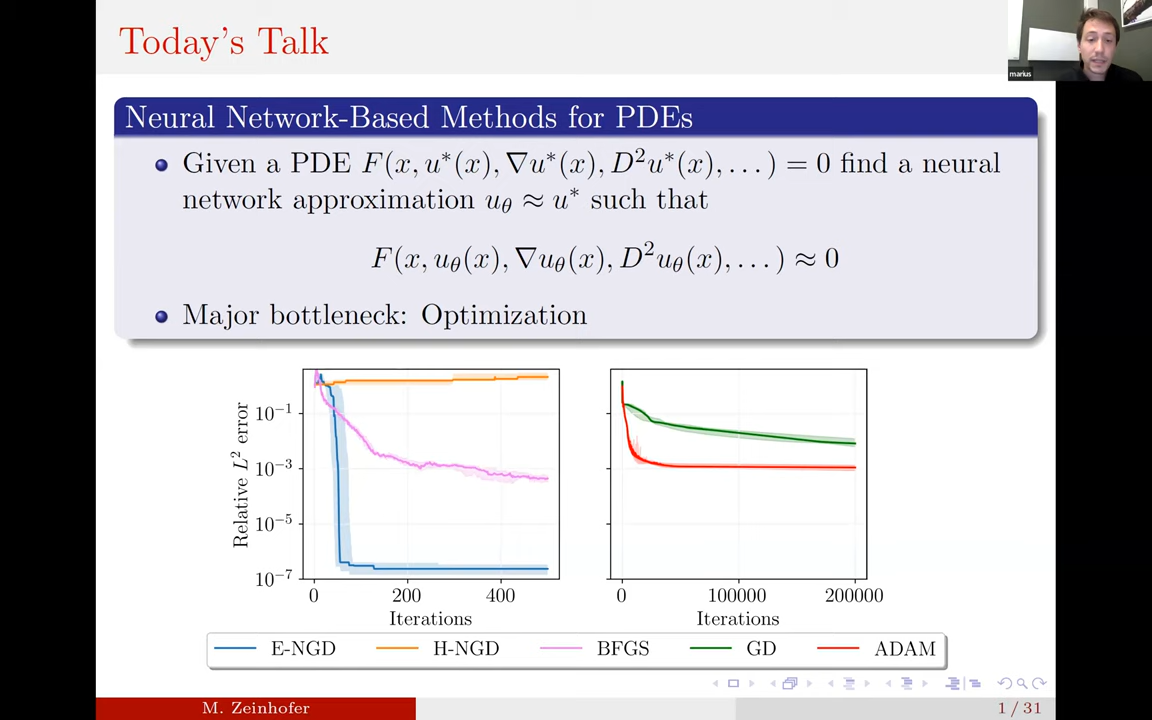 Today's Talk
marius
Neural Network-Based Methods for PDEs
Given a PDE F(x, u*(x), ∇u*(x), D²u*(x), . . . ) = 0 find a neural
network approximation u_θ ≈ u* such that
F(x, u_θ(x), ∇u_θ(x), D²u_θ(x), . . . ) ≈ 0
Major bottleneck: Optimization
Relative L² error
10⁻¹
10⁻³
10⁻⁵
10⁻⁷
0 200 400
Iterations
0 100000 200000
Iterations
E-NGD H-NGD BFGS GD ADAM
M. Zeinhofer
1 / 31